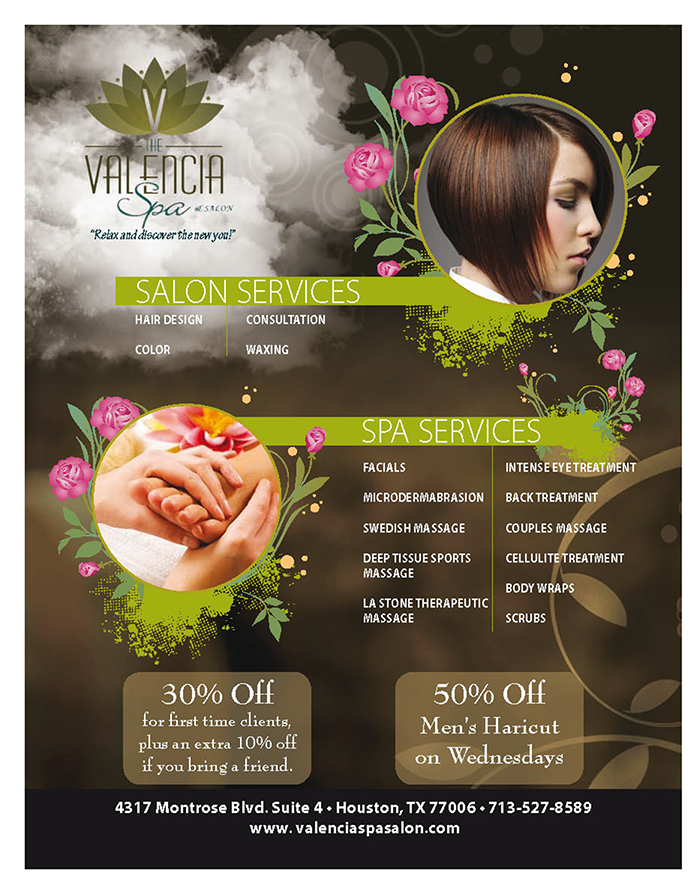 THE
VALENCIA
Spa & SALON
"Relax and discover the new you!"
SALON SERVICES
HAIR DESIGN
COLOR
CONSULTATION
WAXING
SPA SERVICES
FACIALS
MICRODERMABRASION
SWEDISH MASSAGE
DEEP TISSUE SPORTS
MASSAGE
LA STONE THERAPEUTIC
MASSAGE
INTENSE EYE TREATMENT
BACK TREATMENT
COUPLES MASSAGE
CELLULITE TREATMENT
BODY WRAPS
SCRUBS
30% Off
for first time clients,
plus an extra 10% off
if you bring a friend.
50% Off
Men's Haricut
on Wednesdays
4317 Montrose Blvd. Suite 4 • Houston, TX 77006 • 713-527-8589
www. valenciaspasalon.com